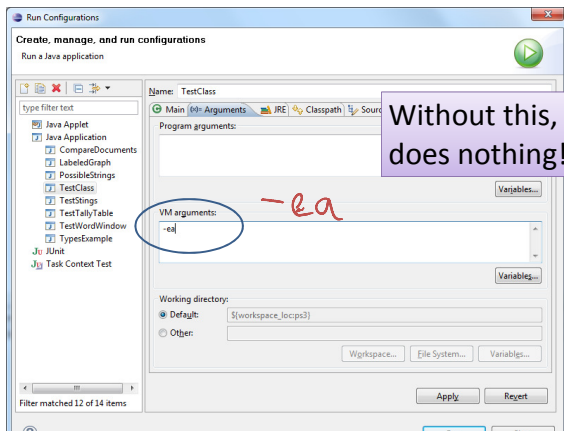 Run Configurations
Create, manage, and run configurations
Run a Java application
type filter text
Java Applet
Java Application
CompareDocuments
LabeledGraph
PossibleStrings
TestClass
TestStings
TestTallyTable
TestWordWindow
TypesExample
JUnit
Task Context Test
Filter matched 12 of 14 items
Name: TestClass
Main (x)= Arguments JRE Classpath Sourc
Program arguments:
Without this,
does nothing!
Variables...
-ea
VM arguments:
-ea
Variables...
Working directory:
Default: ${workspace_loc:ps3}
Other:
Workspace... File System... Variables...
Apply Revert